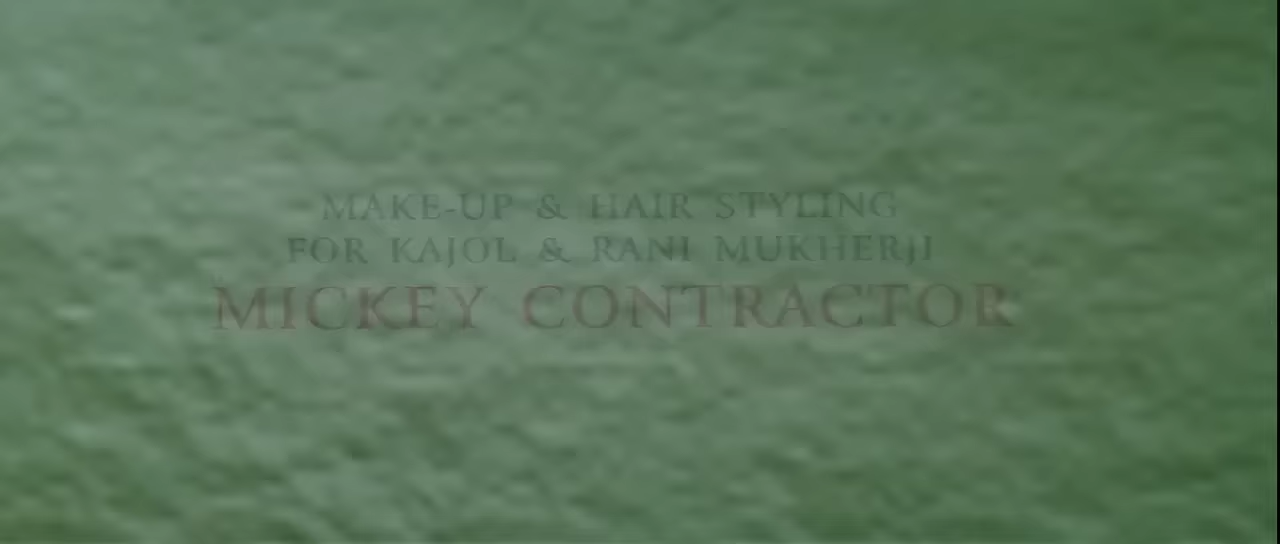 MAKE-UP & HAIR STYLING
FOR KAJOL & RANI MUKHERJI
MICKEY CONTRACTOR